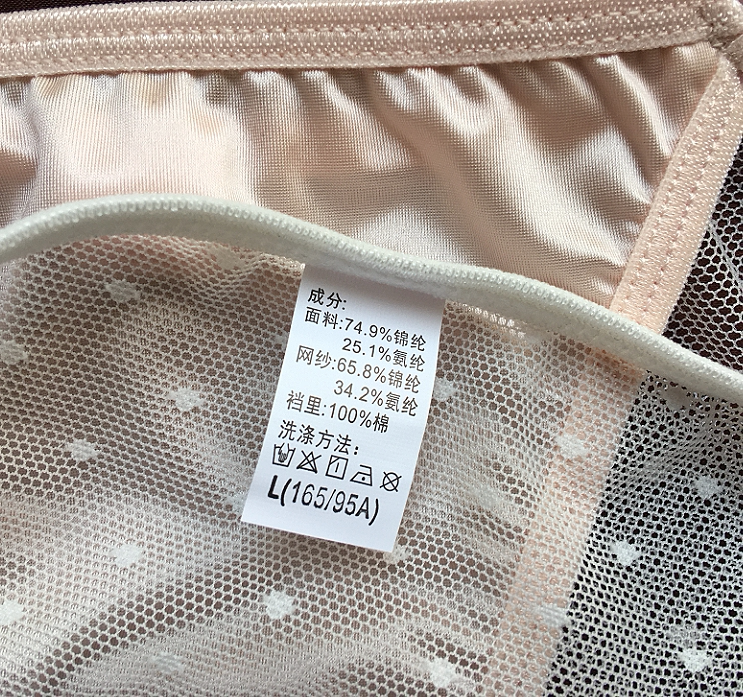 成分:
面料:74.9%锦纶
25.1%氨纶
网纱:65.8%锦纶
34.2%氨纶
裆里:100%棉
洗涤方法:
L(165/95A)